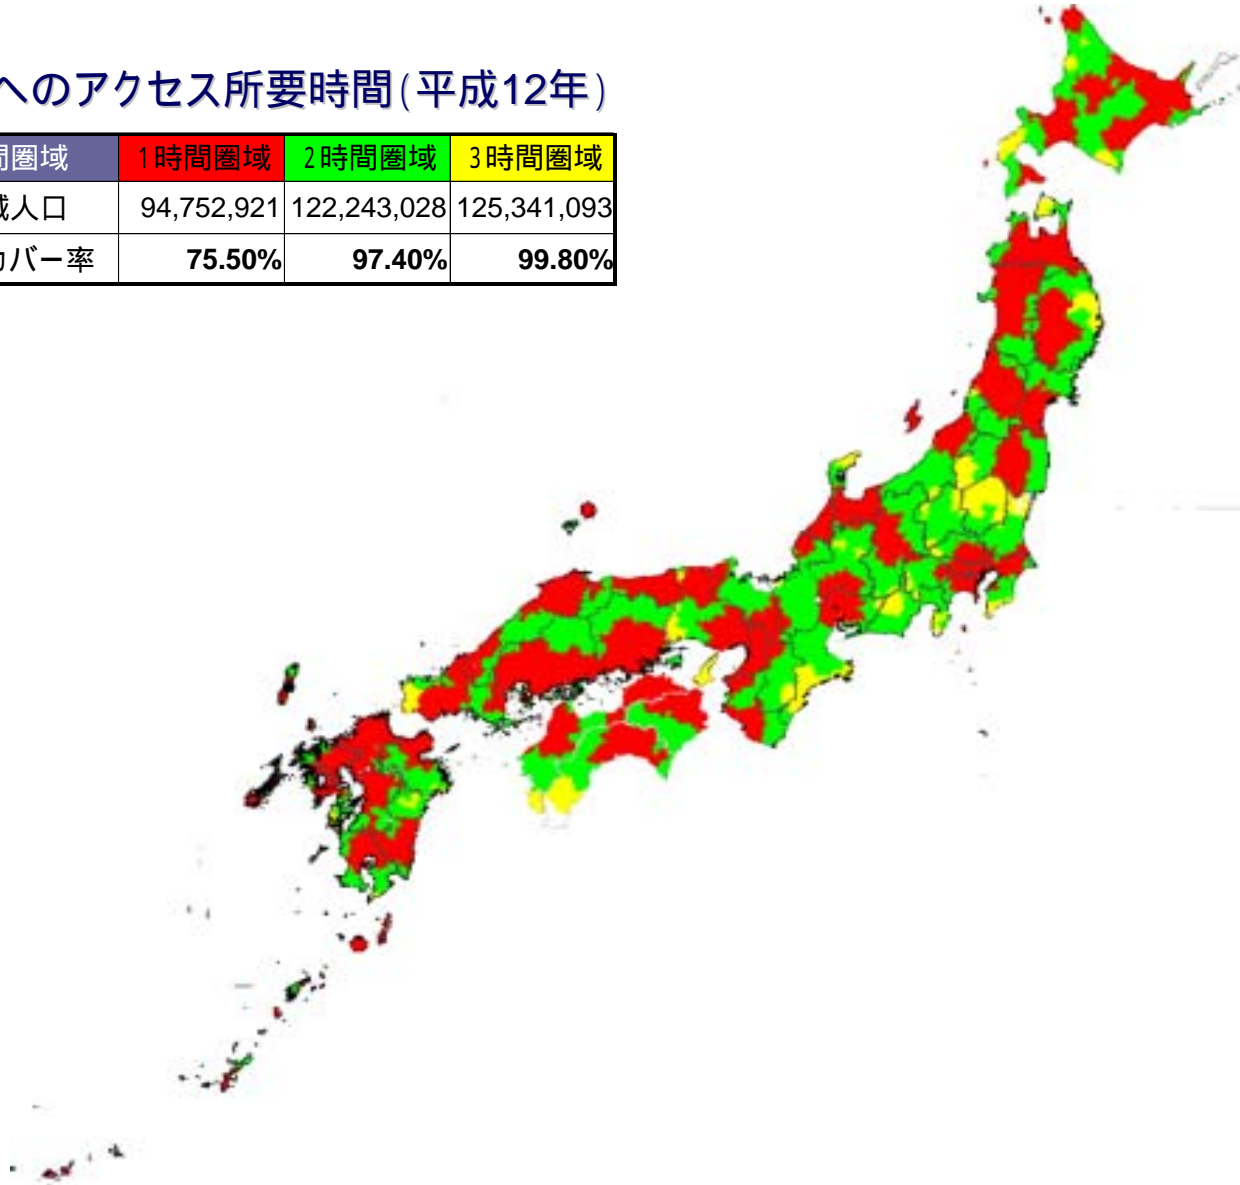 へのアクセス所要時間(平成12年)
間圏域 1時間圏域 2時間圏域 3時間圏域
域人口 94,752,921 122,243,028 125,341,093
カバー率 75.50% 97.40% 99.80%